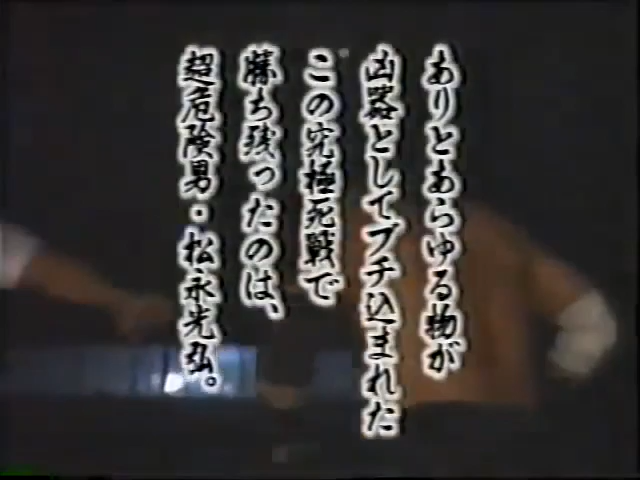 ありとあらゆる物が
凶器としてブチ込まれた
この究極死戦で
勝ち残ったのは、
超危険男・松永光弘。